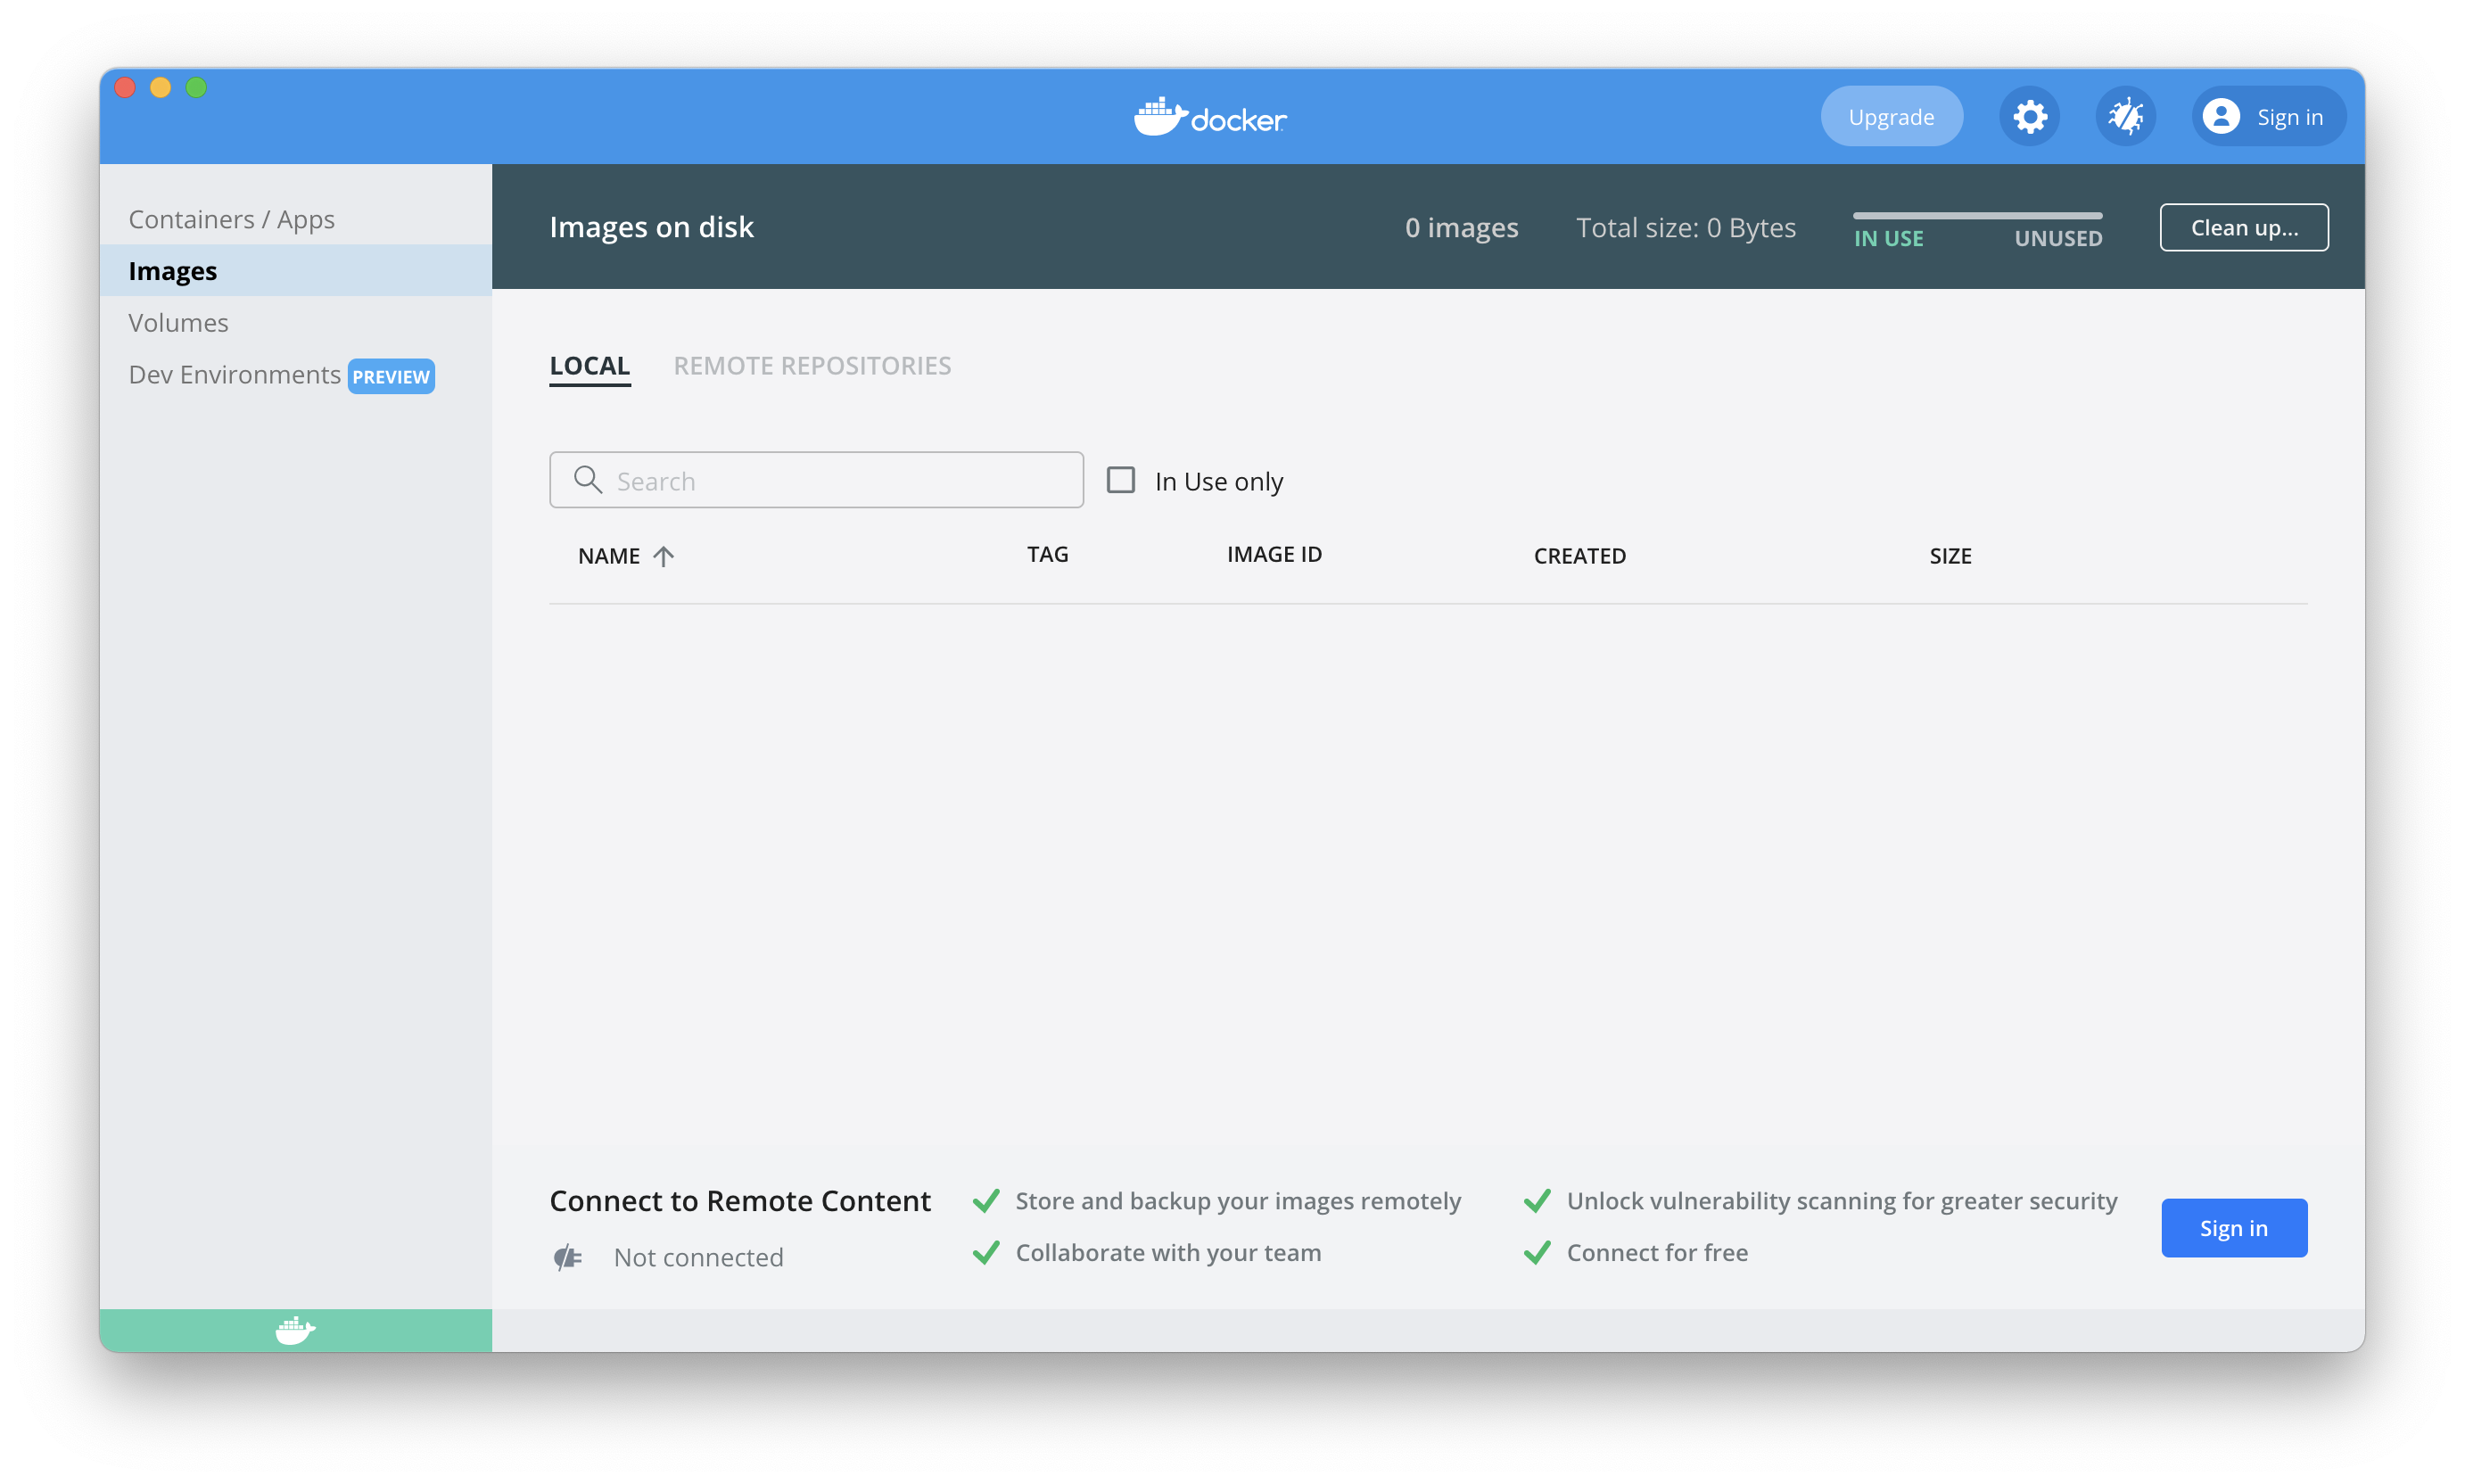 docker
Upgrade
Sign in
Containers / Apps
Images
Volumes
Dev Environments PREVIEW
Images on disk
0 images
Total size: 0 Bytes
IN USE
UNUSED
Clean up...
LOCAL
REMOTE REPOSITORIES
Search
In Use only
NAME
TAG
IMAGE ID
CREATED
SIZE
Connect to Remote Content
Not connected
Store and backup your images remotely
Collaborate with your team
Unlock vulnerability scanning for greater security
Connect for free
Sign in